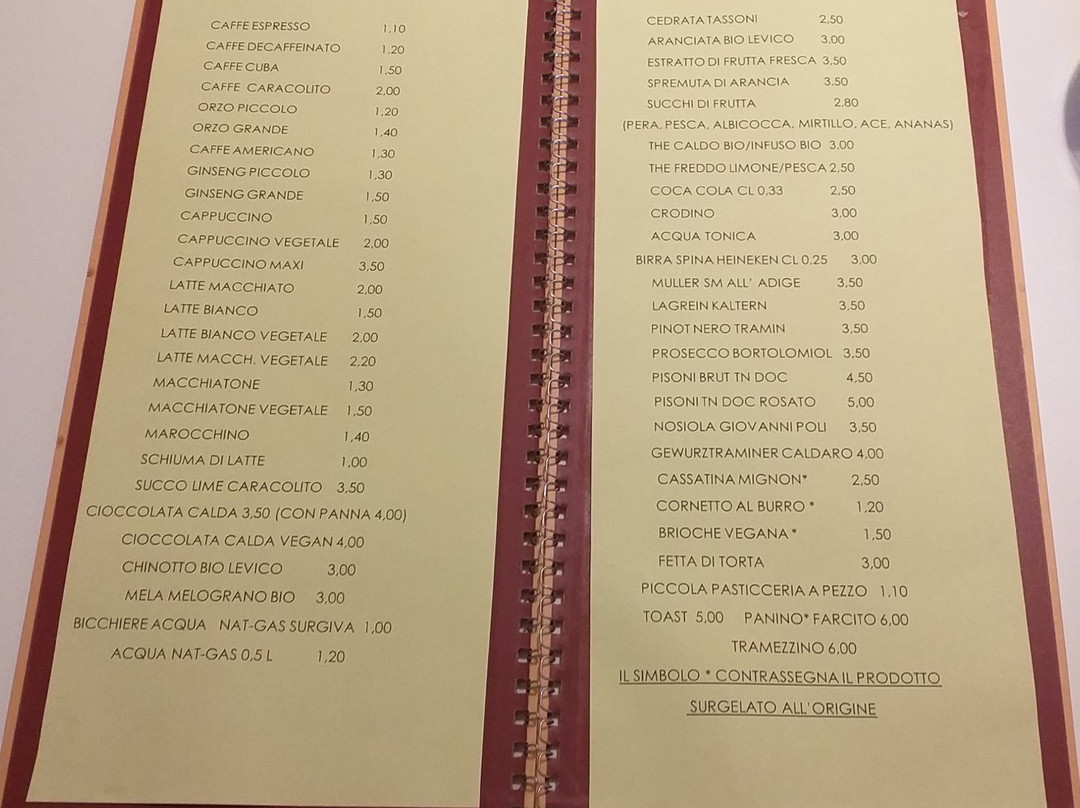 CAFFE ESPRESSO 1,10
CAFFE DECAFFEINATO 1,20
CAFFE CUBA 1,50
CAFFE CARACOLITO 2,00
ORZO PICCOLO 1,20
ORZO GRANDE 1,40
CAFFE AMERICANO 1,30
GINSENG PICCOLO 1,30
GINSENG GRANDE 1,50
CAPPUCCINO 1,50
CAPPUCCINO VEGETALE 2,00
CAPPUCCINO MAXI 3,50
LATTE MACCHIATO 2,00
LATTE BIANCO 1,50
LATTE BIANCO VEGETALE 2,00
LATTE MACCH. VEGETALE 2,20
MACCHIATONE 1,30
MACCHIATONE VEGETALE 1,50
MAROCCHINO 1,40
SCHIUMA DI LATTE 1,00
SUCCO LIME CARACOLITO 3,50
CIOCCOLATA CALDA 3,50 (CON PANNA 4,00)
CIOCCOLATA CALDA VEGAN 4,00
CHINOTTO BIO LEVICO 3,00
MELA MELOGRANO BIO 3,00
BICCHIERE ACQUA NAT-GAS SURGIVA 1,00
ACQUA NAT-GAS 0,5 L 1,20
CEDRATA TASSONI 2,50
ARANCIATA BIO LEVICO 3,00
ESTRATTO DI FRUTTA FRESCA 3,50
SPREMUTA DI ARANCIA 3,50
SUCCHI DI FRUTTA 2,80
(PERA, PESCA, ALBICOCCA, MIRTILLO, ACE, ANANAS)
THE CALDO BIO/INFUSO BIO 3,00
THE FREDDO LIMONE/PESCA 2,50
COCA COLA CL 0,33 2,50
CRODINO 3,00
ACQUA TONICA 3,00
BIRRA SPINA HEINEKEN CL 0,25 3,00
MULLER SM ALL' ADIGE 3,50
LAGREIN KALTERN 3,50
PINOT NERO TRAMIN 3,50
PROSECCO BORTOLOMIOL 3,50
PISONI BRUT TN DOC 4,50
PISONI TN DOC ROSATO 5,00
NOSIOLA GIOVANNI POLI 3,50
GEWURZTRAMINER CALDARO 4,00
CASSATINA MIGNON* 2,50
CORNETTO AL BURRO * 1,20
BRIOCHE VEGANA * 1,50
FETTA DI TORTA 3,00
PICCOLA PASTICCERIA A PEZZO 1,10
TOAST 5,00 PANINO* FARCITO 6,00
TRAMEZZINO 6,00
IL SIMBOLO * CONTRASSEGNA IL PRODOTTO
SURGELATO ALL'ORIGINE